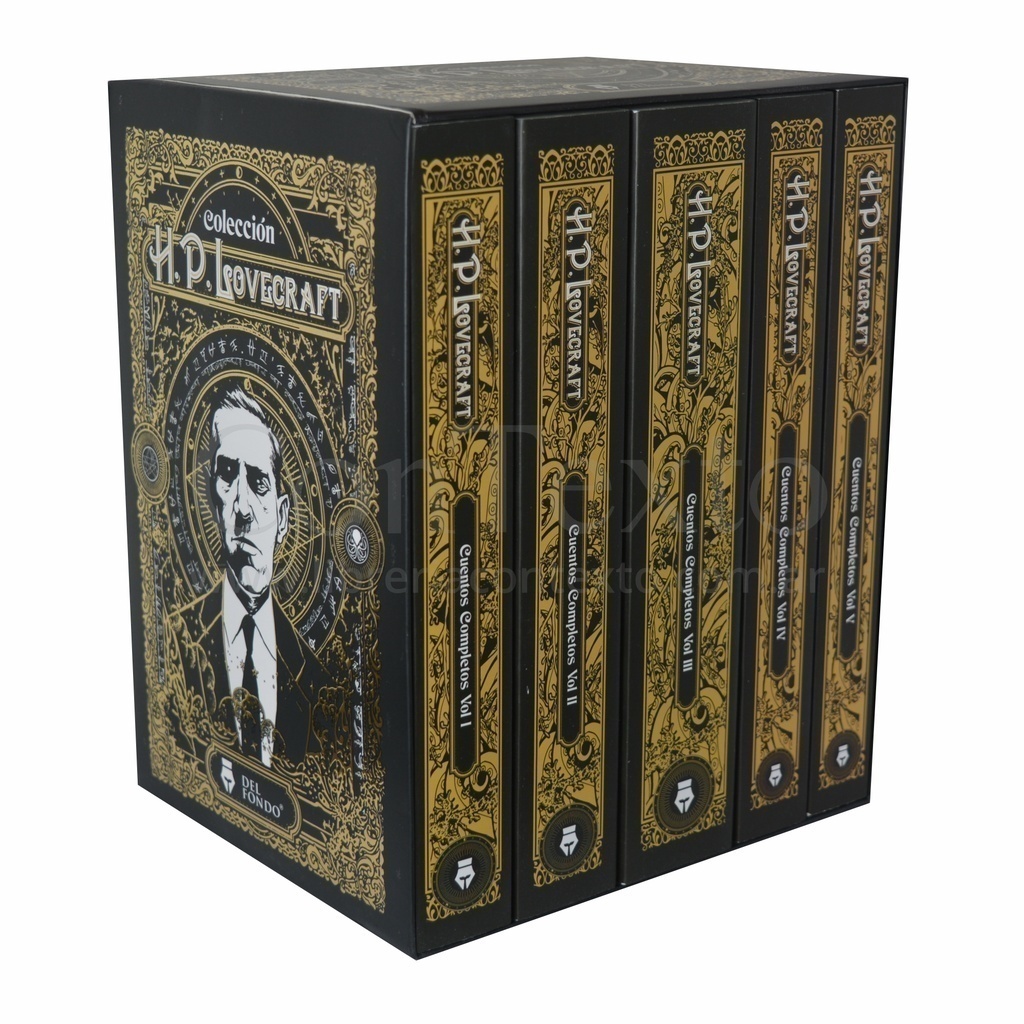 Colección
H.P. Lovecraft
DEL
FONDO®
H.P. Lovecraft
Cuentos Completos Vol I
H.P. Lovecraft
Cuentos Completos Vol II
H.P. Lovecraft
Cuentos Completos Vol III
H.P. Lovecraft
Cuentos Completos Vol IV
H.P. Lovecraft
Cuentos Completos Vol V